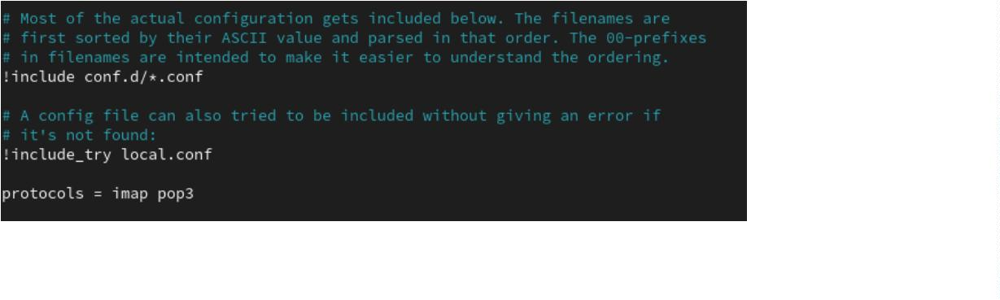 # Most of the actual configuration gets included below. The filenames are
# first sorted by their ASCII value and parsed in that order. The 00-prefixes
# in filenames are intended to make it easier to understand the ordering.
!include conf.d/*.conf
# A config file can also tried to be included without giving an error if
# it's not found:
!include_try local.conf
protocols = imap pop3